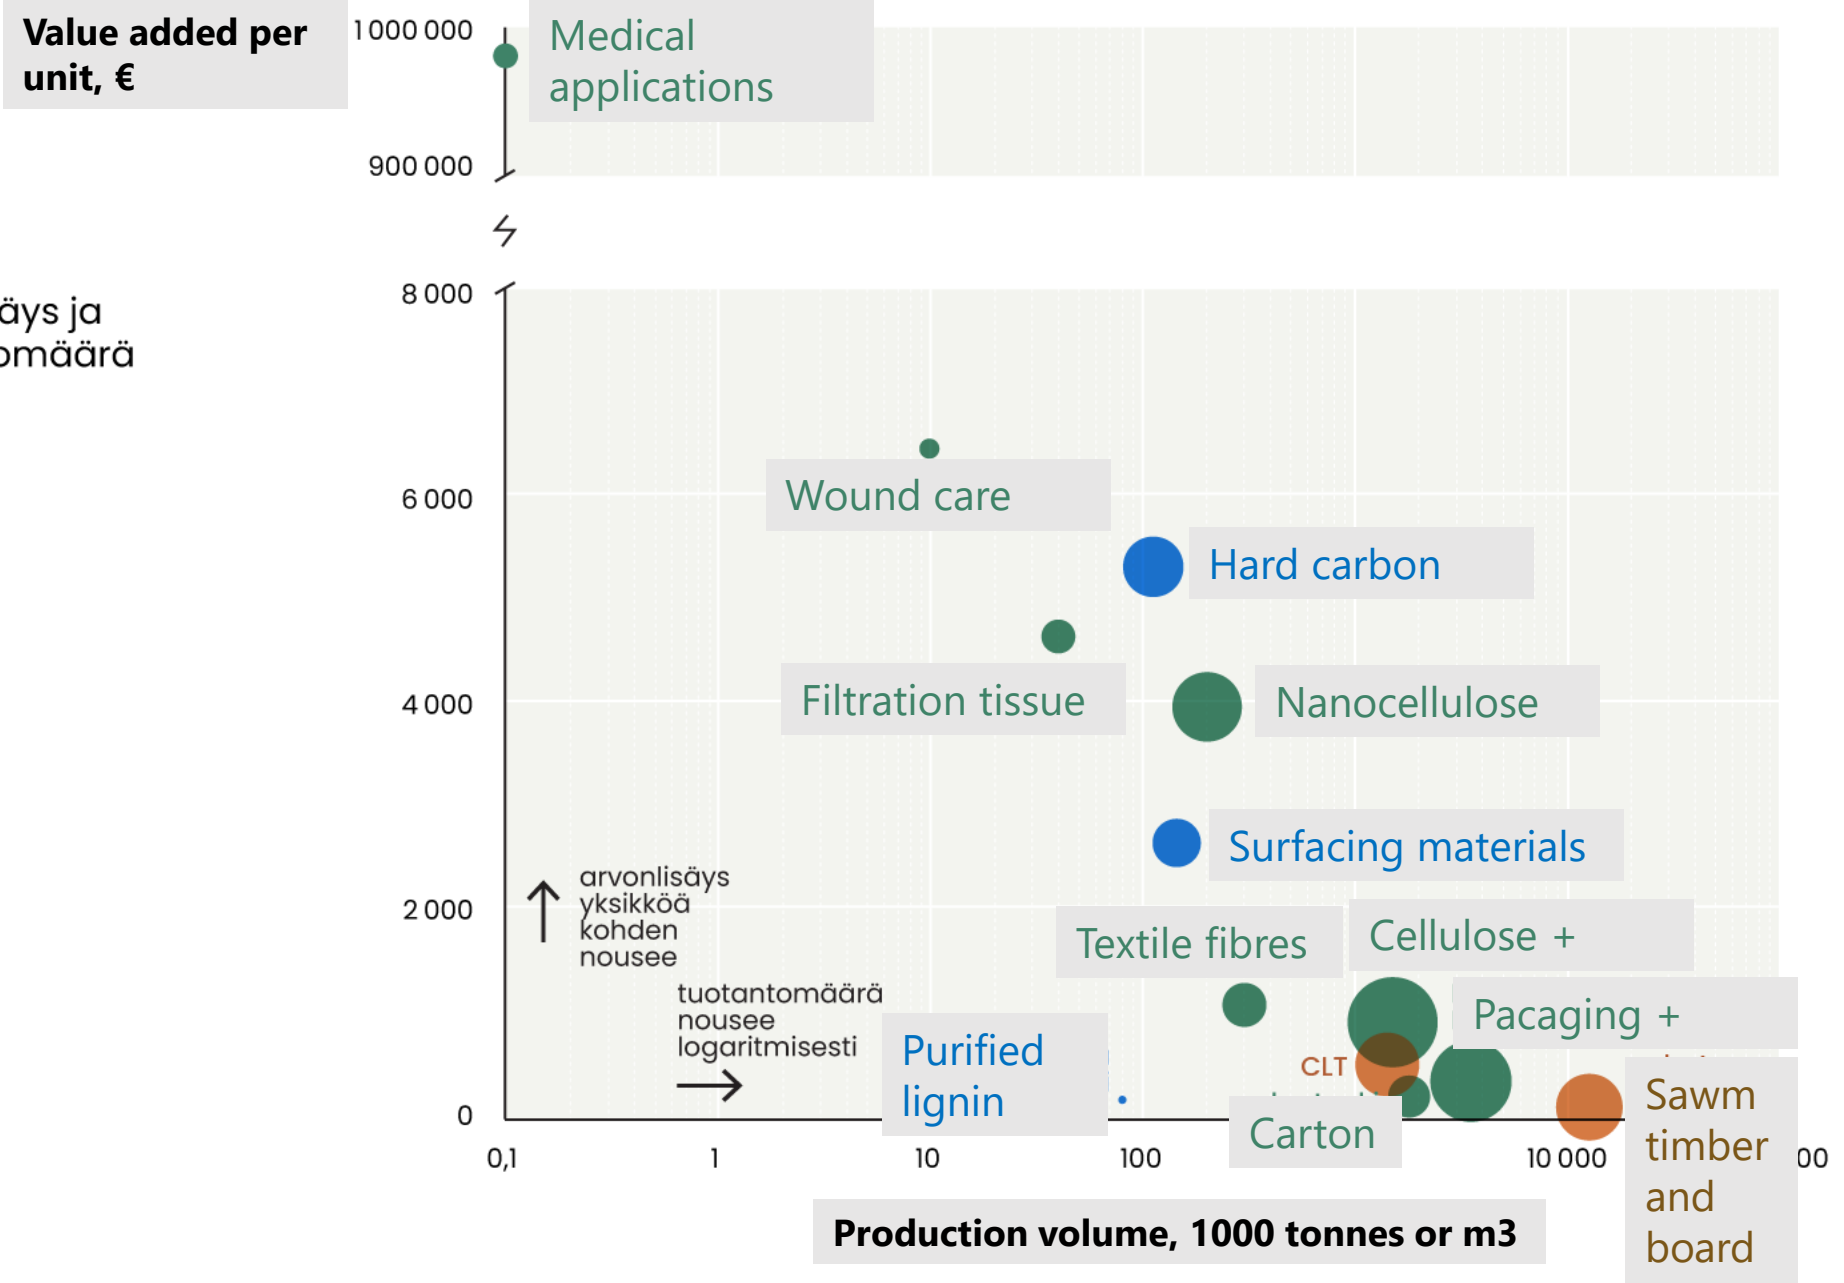 Value added per
unit, €
1 000 000
Medical
applications
900 000
8 000
äys ja
omäärä
6 000
Wound care
Hard carbon
4 000
Filtration tissue
Nanocellulose
Surfacing materials
arvonlisäys
yksikköä
kohden
nousee
2 000
Textile fibres
Cellulose +
tuotantomäärä
nousee
logaritmisesti
Pacaging +
Purified
lignin
CLT
Carton
Sawm
timber
and
board
0
0,1
1
10
100
10 000
00
Production volume, 1000 tonnes or m3